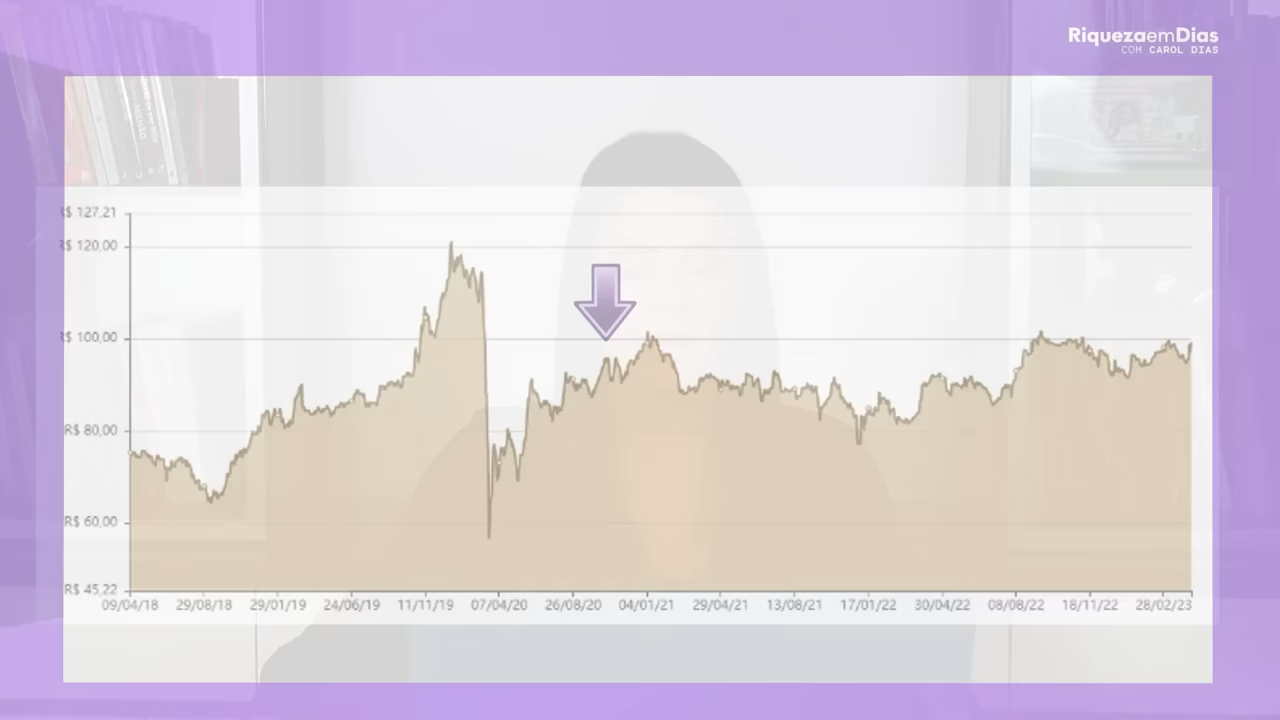 RiquezaemDias
COM CAROL DIAS
R$ 127,21
R$ 120,00
R$ 100,00
R$ 80,00
R$ 60,00
R$ 45,22
09/04/18 29/08/18 29/01/19 24/06/19 11/11/19 07/04/20 26/08/20 04/01/21 29/04/21 13/08/21 17/01/22 30/04/22 08/08/22 18/11/22 28/02/23